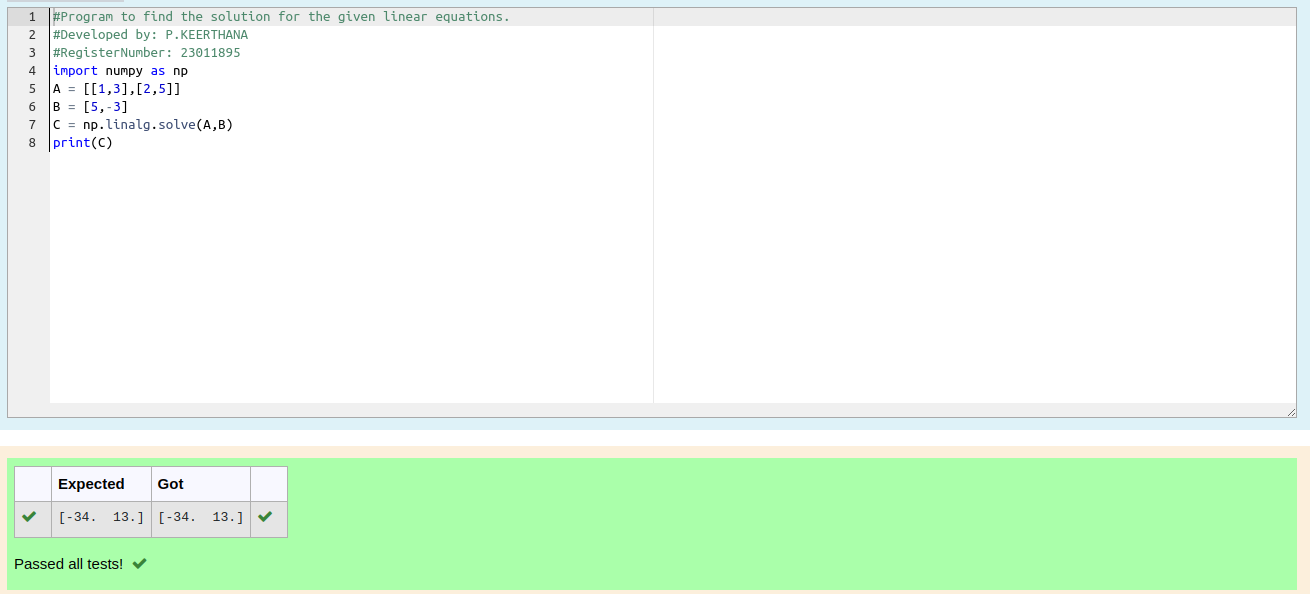 1 #Program to find the solution for the given linear equations.
2 #Developed by: P.KEERTHANA
3 #RegisterNumber: 23011895
4 import numpy as np
5 A = [[1,3],[2,5]]
6 B = [5,-3]
7 C = np.linalg.solve(A,B)
8 print(C)
Expected Got
[-34.  13.] [-34.  13.]
Passed all tests!